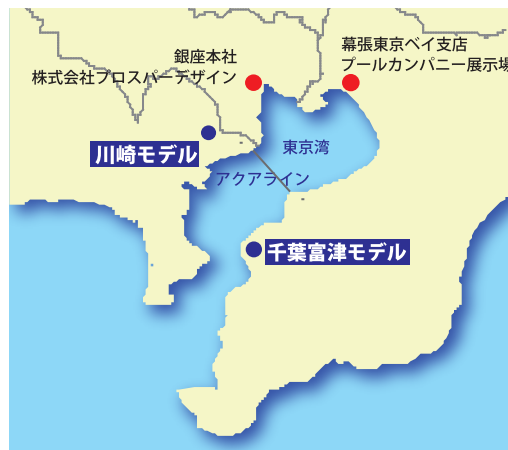 銀座本社
株式会社プロスパーデザイン
幕張東京ベイ支店
プールカンパニー展示場
川崎モデル
東京湾
アクアライン
千葉富津モデル